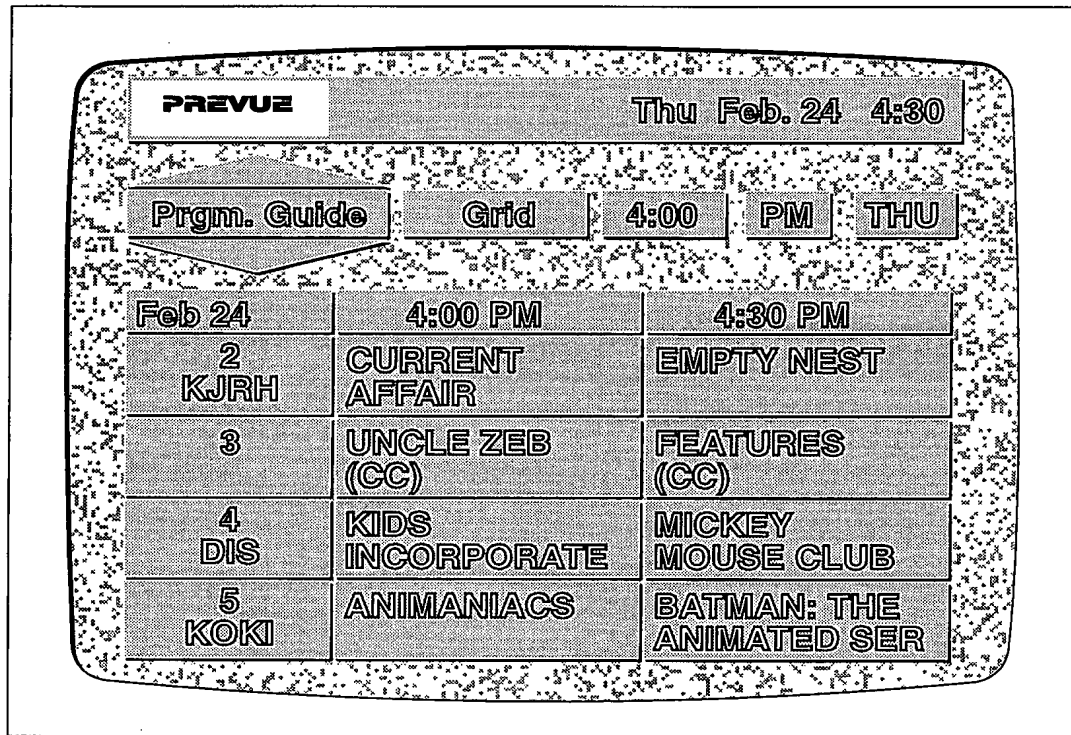 PREVUE Thu Feb. 24 4:30
Prgm. Guide Grid 4:00 PM THU
Feb 24 4:00 PM 4:30 PM
2
KJRH
CURRENT
AFFAIR
EMPTY NEST
3
UNCLE ZEB
(CC)
FEATURES
(CC)
4
DIS
KIDS
INCORPORATE
MICKEY
MOUSE CLUB
5
KOKI
ANIMANIACS
BATMAN: THE
ANIMATED SER